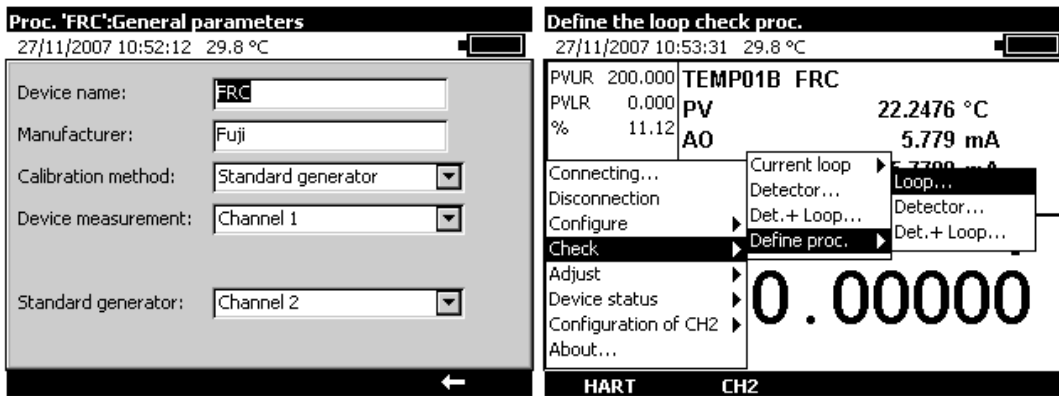 Proc. 'FRC':General parameters
27/11/2007 10:52:12 29.8 °C
Device name: FRC
Manufacturer: Fuji
Calibration method: Standard generator
Device measurement: Channel 1
Standard generator: Channel 2
Define the loop check proc.
27/11/2007 10:53:31 29.8 °C
PVUR 200.000
PVLR 0.000
% 11.12
TEMP01B FRC
PV 22.2476 °C
AO 5.779 mA
Connecting...
Disconnection
Configure
Check
Adjust
Device status
Configuration of CH2
About...
Current loop
Detector...
Det.+ Loop...
Define proc.
Loop...
Detector...
Det.+ Loop...
0.00000
HART CH2